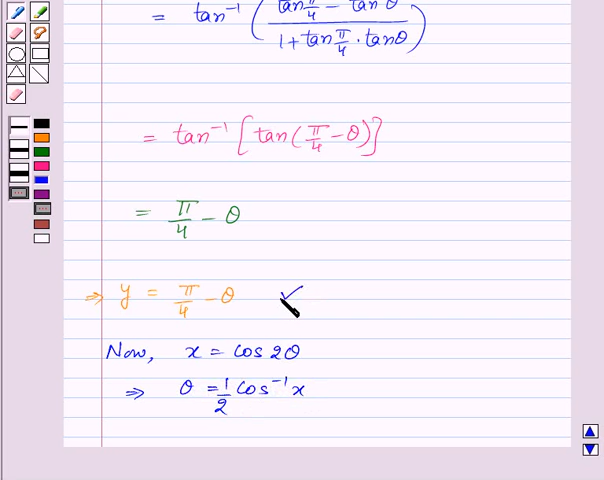 = tan⁻¹ ( (tan π/4 − tan θ) / (1 + tan π/4 · tan θ) )
= tan⁻¹ [ tan ( π/4 − θ ) ]
= π/4 − θ
⇒ y = π/4 − θ ✓
Now, x = cos 2θ
⇒ θ = 1/2 cos⁻¹ x